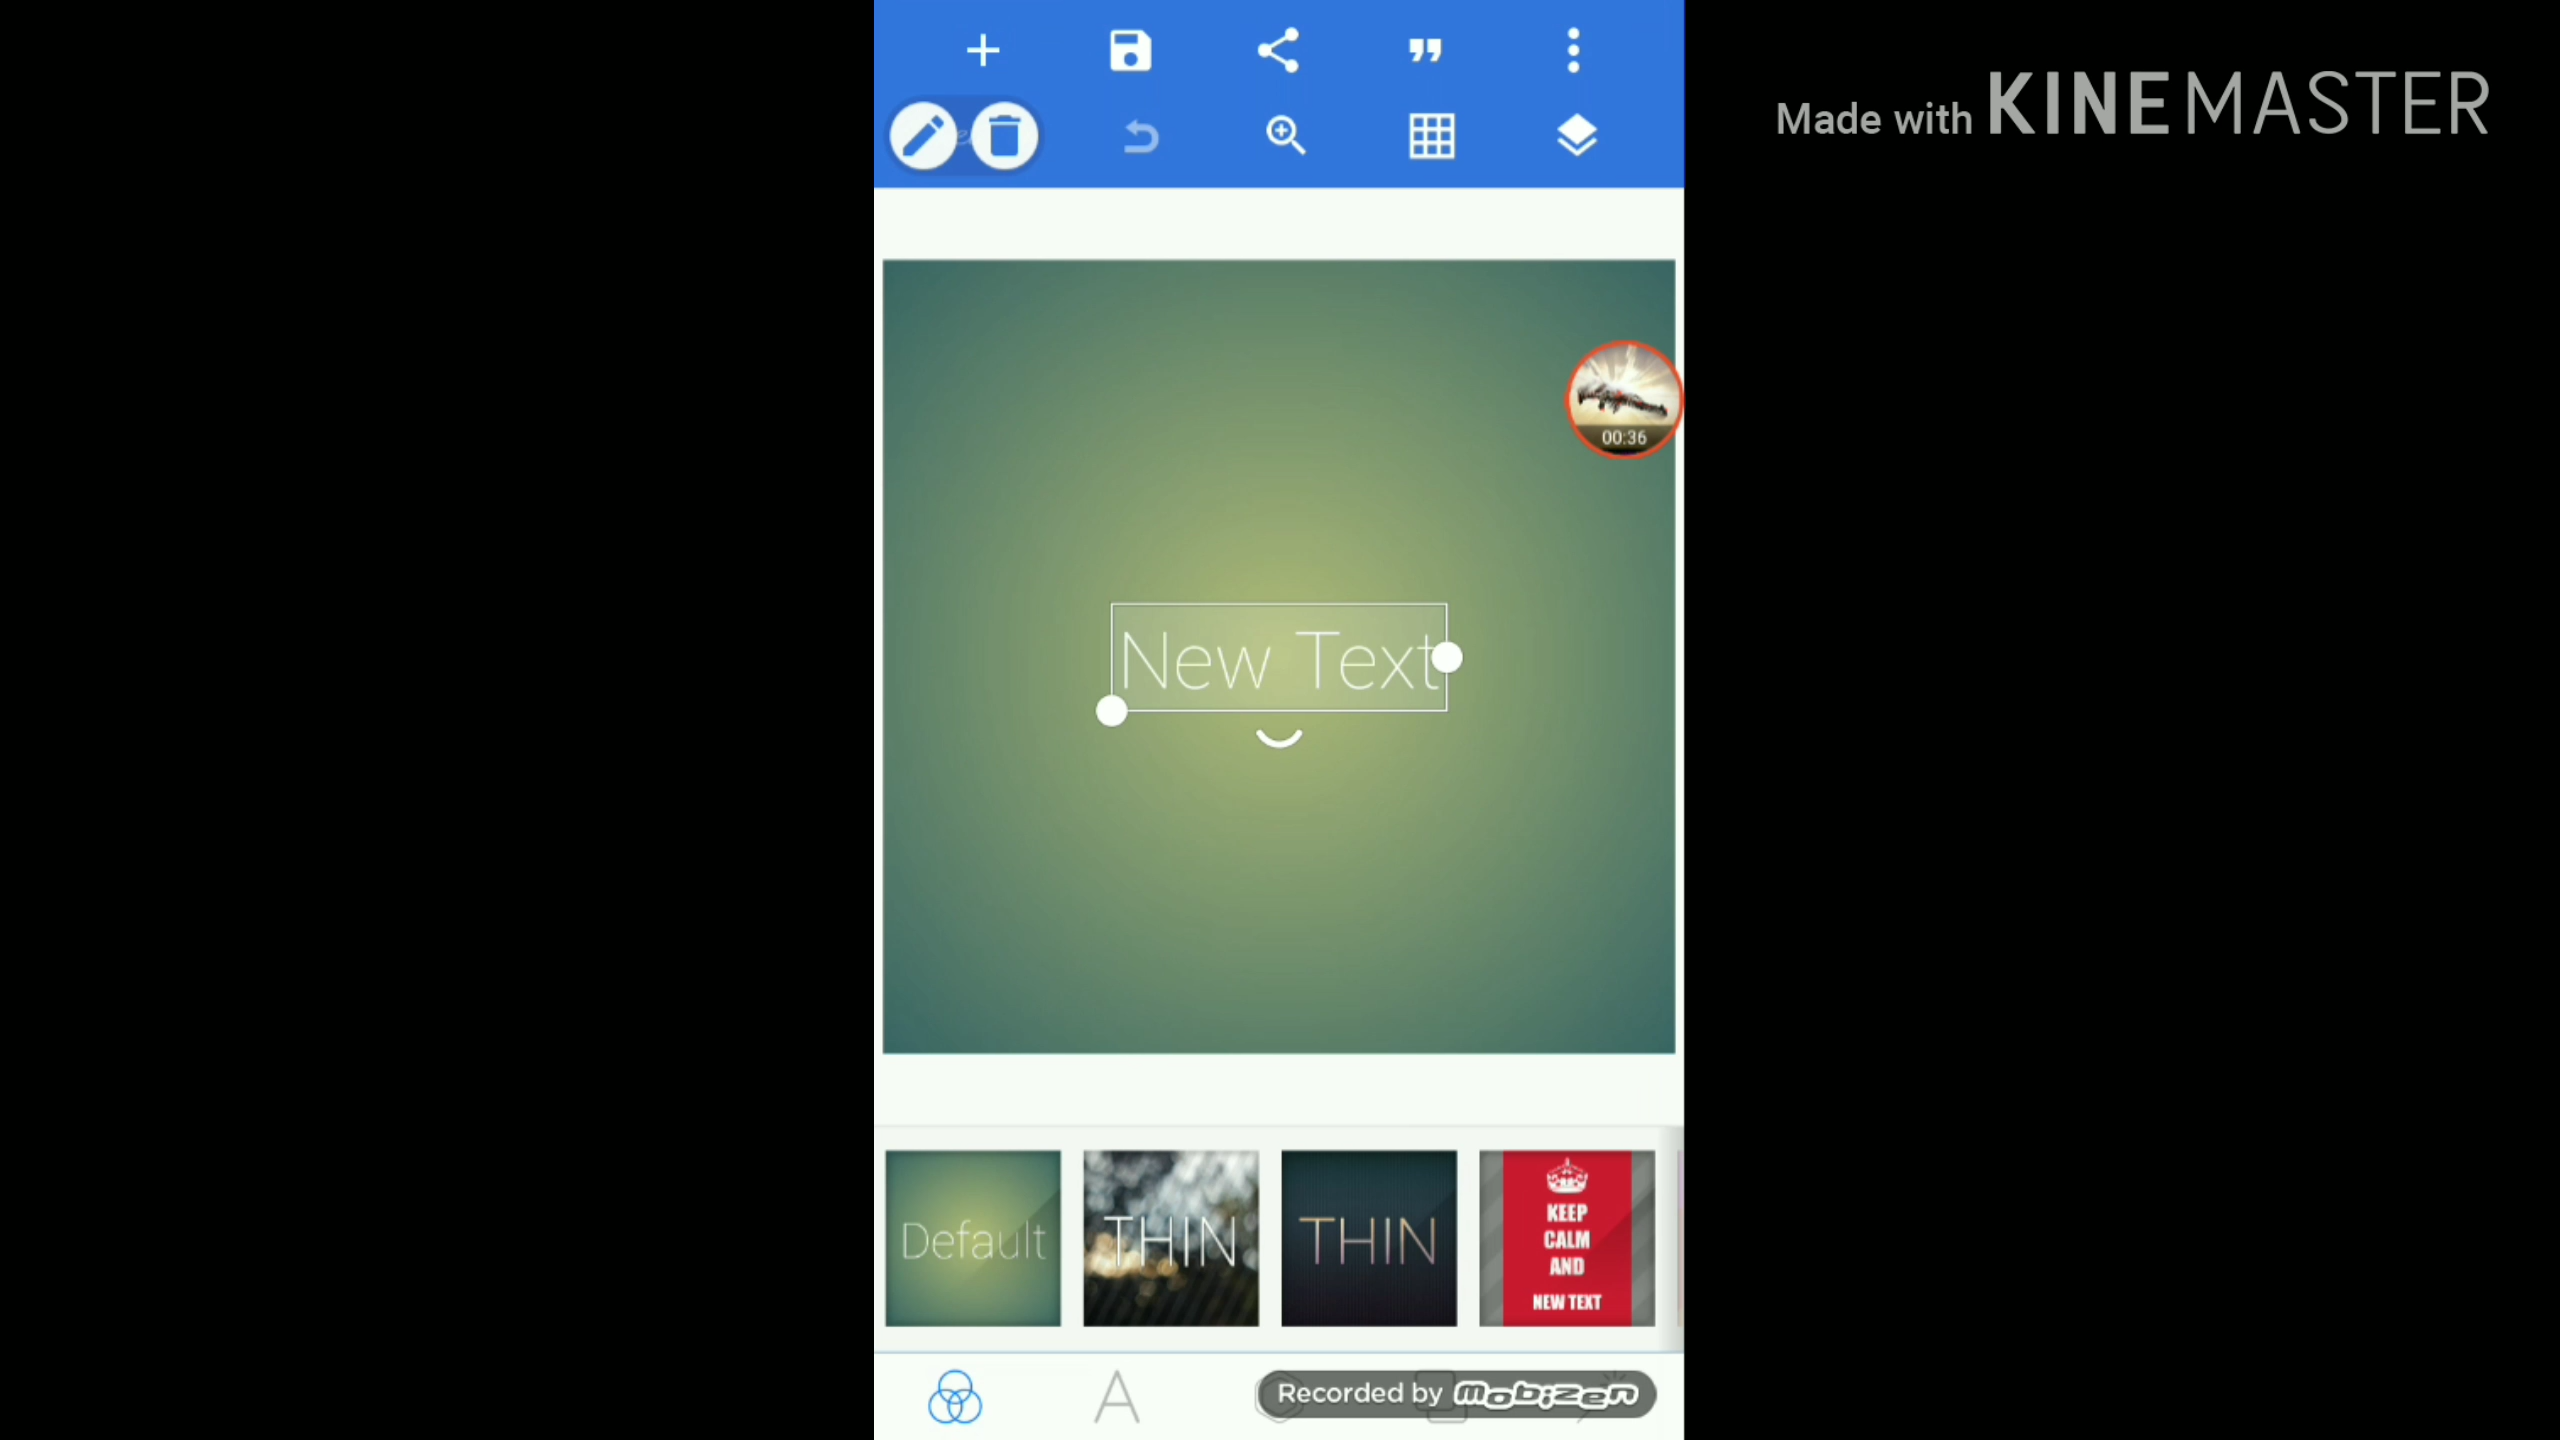 Made with KINEMASTER
00:36
New Text
Default
THIN
THIN
KEEP
CALM
AND
NEW TEXT
A
Recorded by mobizen